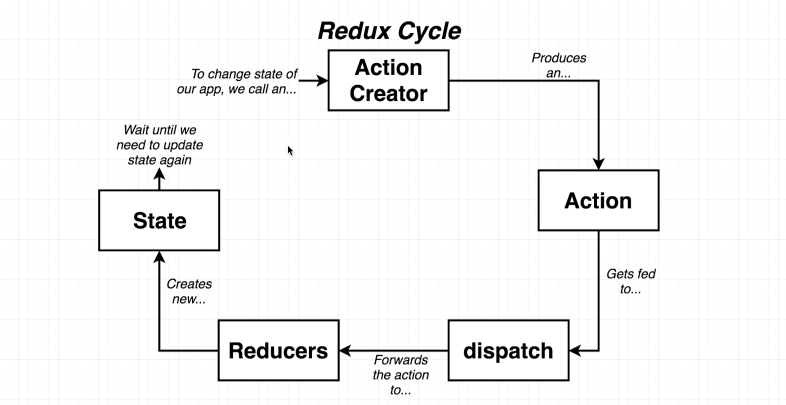 Redux Cycle
To change state of
our app, we call an...
Action
Creator
Produces
an...
Action
Gets fed
to...
dispatch
Forwards
the action
to...
Reducers
Creates
new...
State
Wait until we
need to update
state again